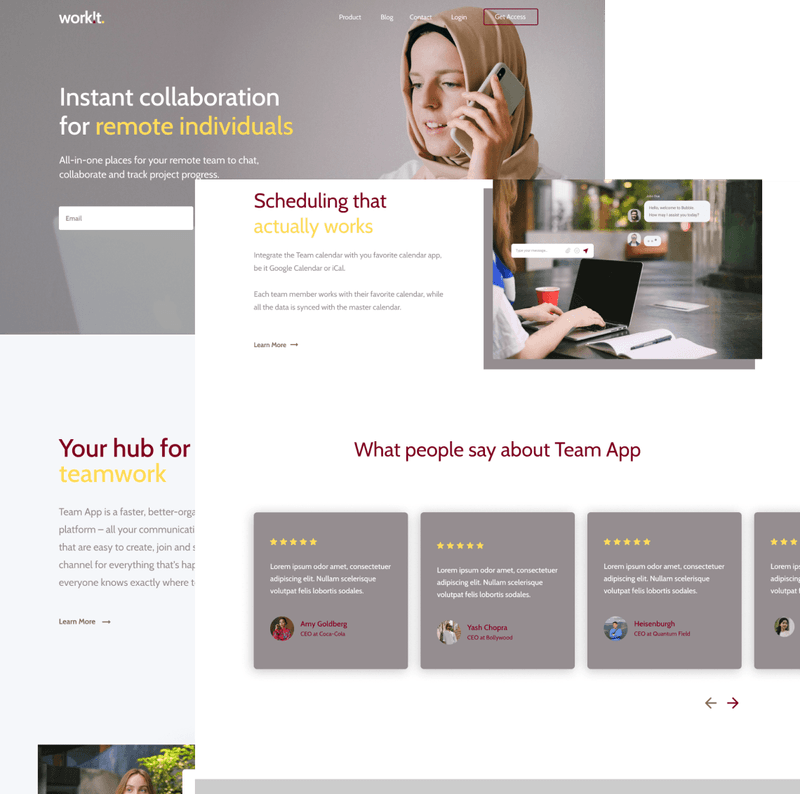 work!t.
Product Blog Contact Login Get Access
Instant collaboration
for remote individuals
All-in-one places for your remote team to chat,
collaborate and track project progress.
Email
Scheduling that
actually works
Integrate the Team calendar with you favorite calendar app,
be it Google Calendar or iCal.
Each team member works with their favorite calendar, while
all the data is synced with the master calendar.
Learn More
Hello, welcome to Bubble.
How may I assist you today?
Type your message...
Your hub for
teamwork
Team App is a faster, better-orga
platform – all your communicati
that are easy to create, join and s
channel for everything that's hap
everyone knows exactly where t
Learn More
What people say about Team App
Lorem ipsum odor amet, consectetuer
adipiscing elit. Nullam scelerisque
volutpat felis lobortis sodales.
Amy Goldberg
CEO at Coca-Cola
Lorem ipsum odor amet, consectetuer
adipiscing elit. Nullam scelerisque
volutpat felis lobortis sodales.
Yash Chopra
CEO at Bollywood
Lorem ipsum odor amet, consectetuer
adipiscing elit. Nullam scelerisque
volutpat felis lobortis sodales.
Heisenburgh
CEO at Quantum Field
Lorem ips
adipiscing
volutpat f